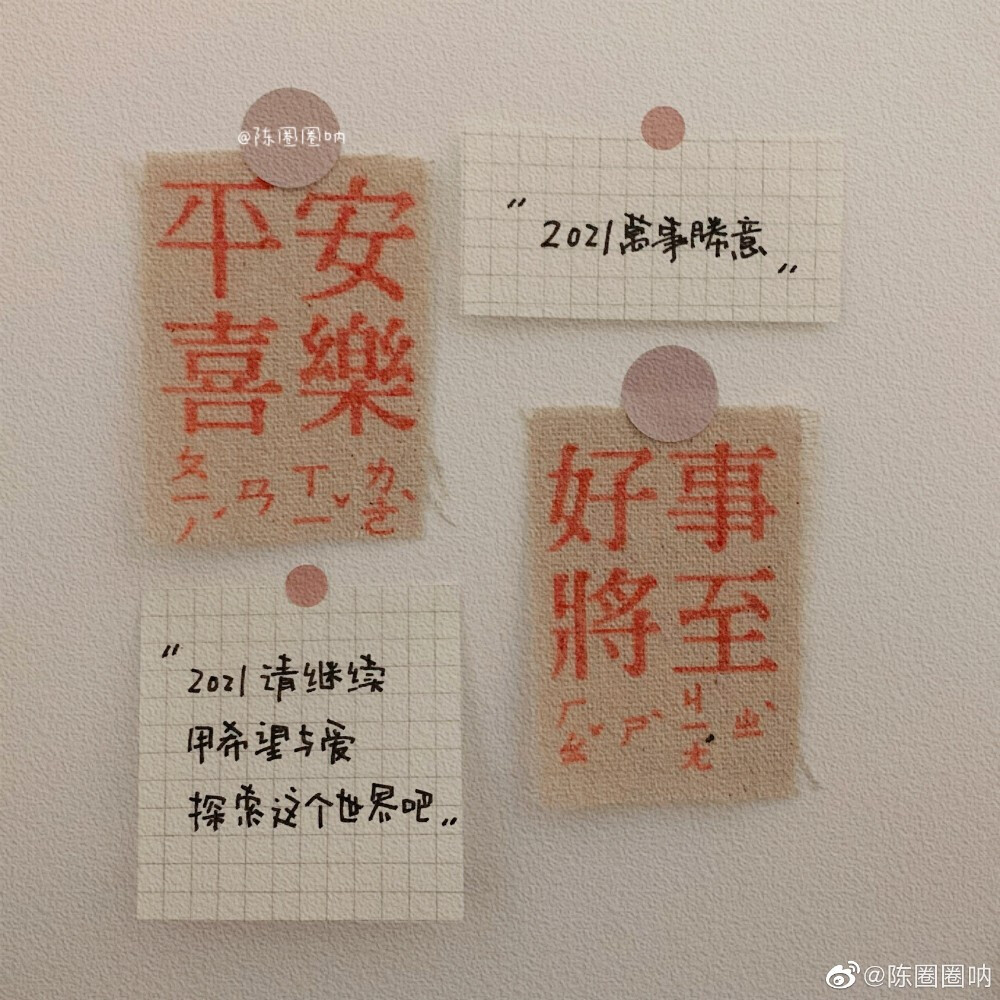 @陈圈圈呐
平安
喜樂
ㄆㄧㄥˊ ㄢ ㄒㄧˇ ㄌㄜˋ
"2021萬事勝意"
好事
將至
ㄏㄠˇ ㄕˋ ㄐㄧㄤ ㄓˋ
"2021请继续
用希望与爱
探索这个世界吧"
@陈圈圈呐